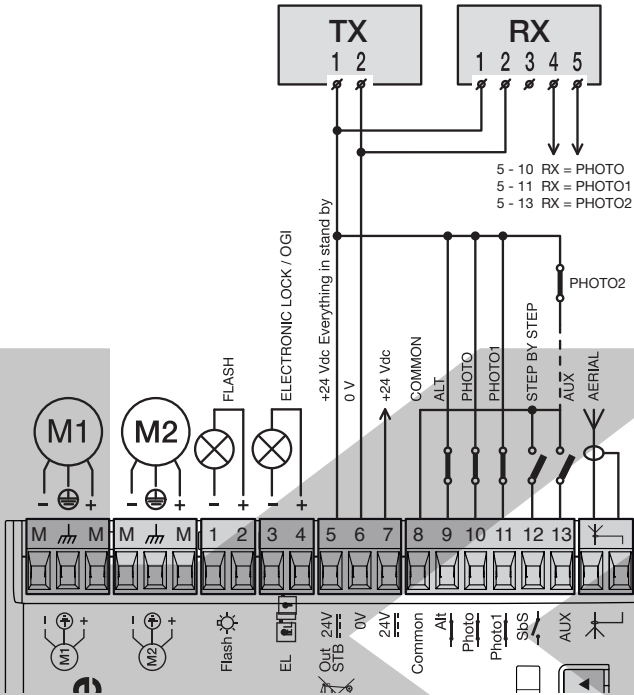 TX
1 2
RX
1 2 3 4 5
5 - 10 RX = PHOTO
5 - 11 RX = PHOTO1
5 - 13 RX = PHOTO2
PHOTO2
FLASH
ELECTRONIC LOCK / OGI
+24 Vdc Everything in stand by
0 V
+24 Vdc
COMMON
ALT
PHOTO
PHOTO1
STEP BY STEP
AUX
AERIAL
M1
M2
- +
- +
- +
- +
M M M M 1 2 3 4 5 6 7 8 9 10 11 12 13
- +
M1
- +
M2
Flash
EL
Out 24V
STB
0V
24V
Common
Alt
Photo
Photo1
SbS
AUX
e